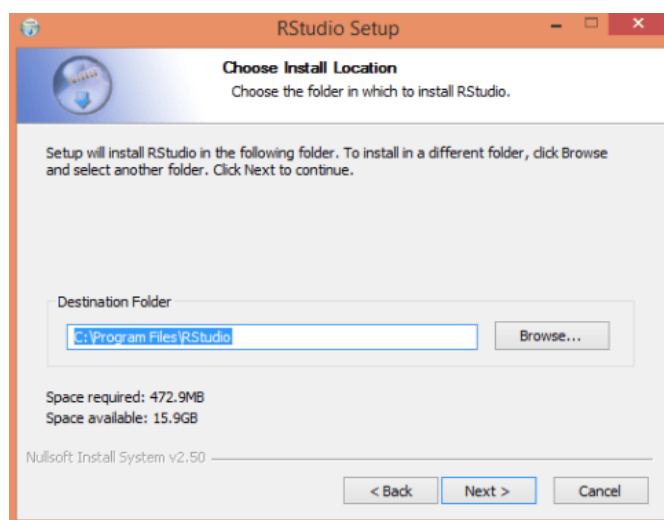 RStudio Setup
Choose Install Location
Choose the folder in which to install RStudio.
Setup will install RStudio in the following folder. To install in a different folder, click Browse
and select another folder. Click Next to continue.
Destination Folder
C:\Program Files\RStudio
Browse...
Space required: 472.9MB
Space available: 15.9GB
Nullsoft Install System v2.50
< Back
Next >
Cancel